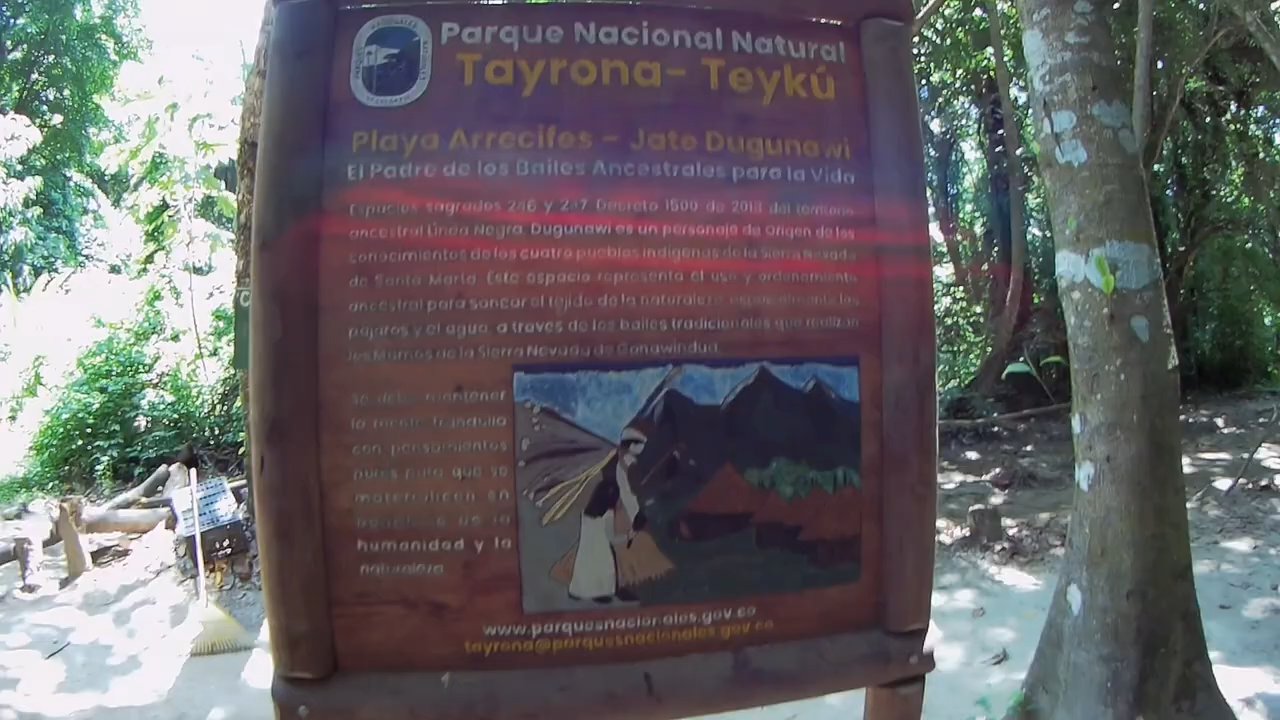 Parque Nacional Natural
Tayrona- Teykú
Playa Arrecifes - Jate Dugunawi
El Padre de los Bailes Ancestrales para la Vida
Espacios sagrados 246 y 247 Decreto 1500 de 2018 del territorio
ancestral Linea Negra. Dugunawi es un personaje de Origen de los
conocimientos de los cuatro pueblos indigenas de la Sierra Nevada
de Santa Marta. Este espacio representa el uso y ordenamiento
ancestral para sanear el tejido de la naturaleza, especialmente los
pájaros y el agua, a través de los bailes tradicionales que realizan
los Mamos de la Sierra Nevada de Gonawindua.
Se debe mantener
la mente tranquila
con pensamientos
puros para que se
materialicen en
de la
humanidad y la
naturaleza.
www.parquesnacionales.gov.co
tayrona@parquesnacionales.gov.co